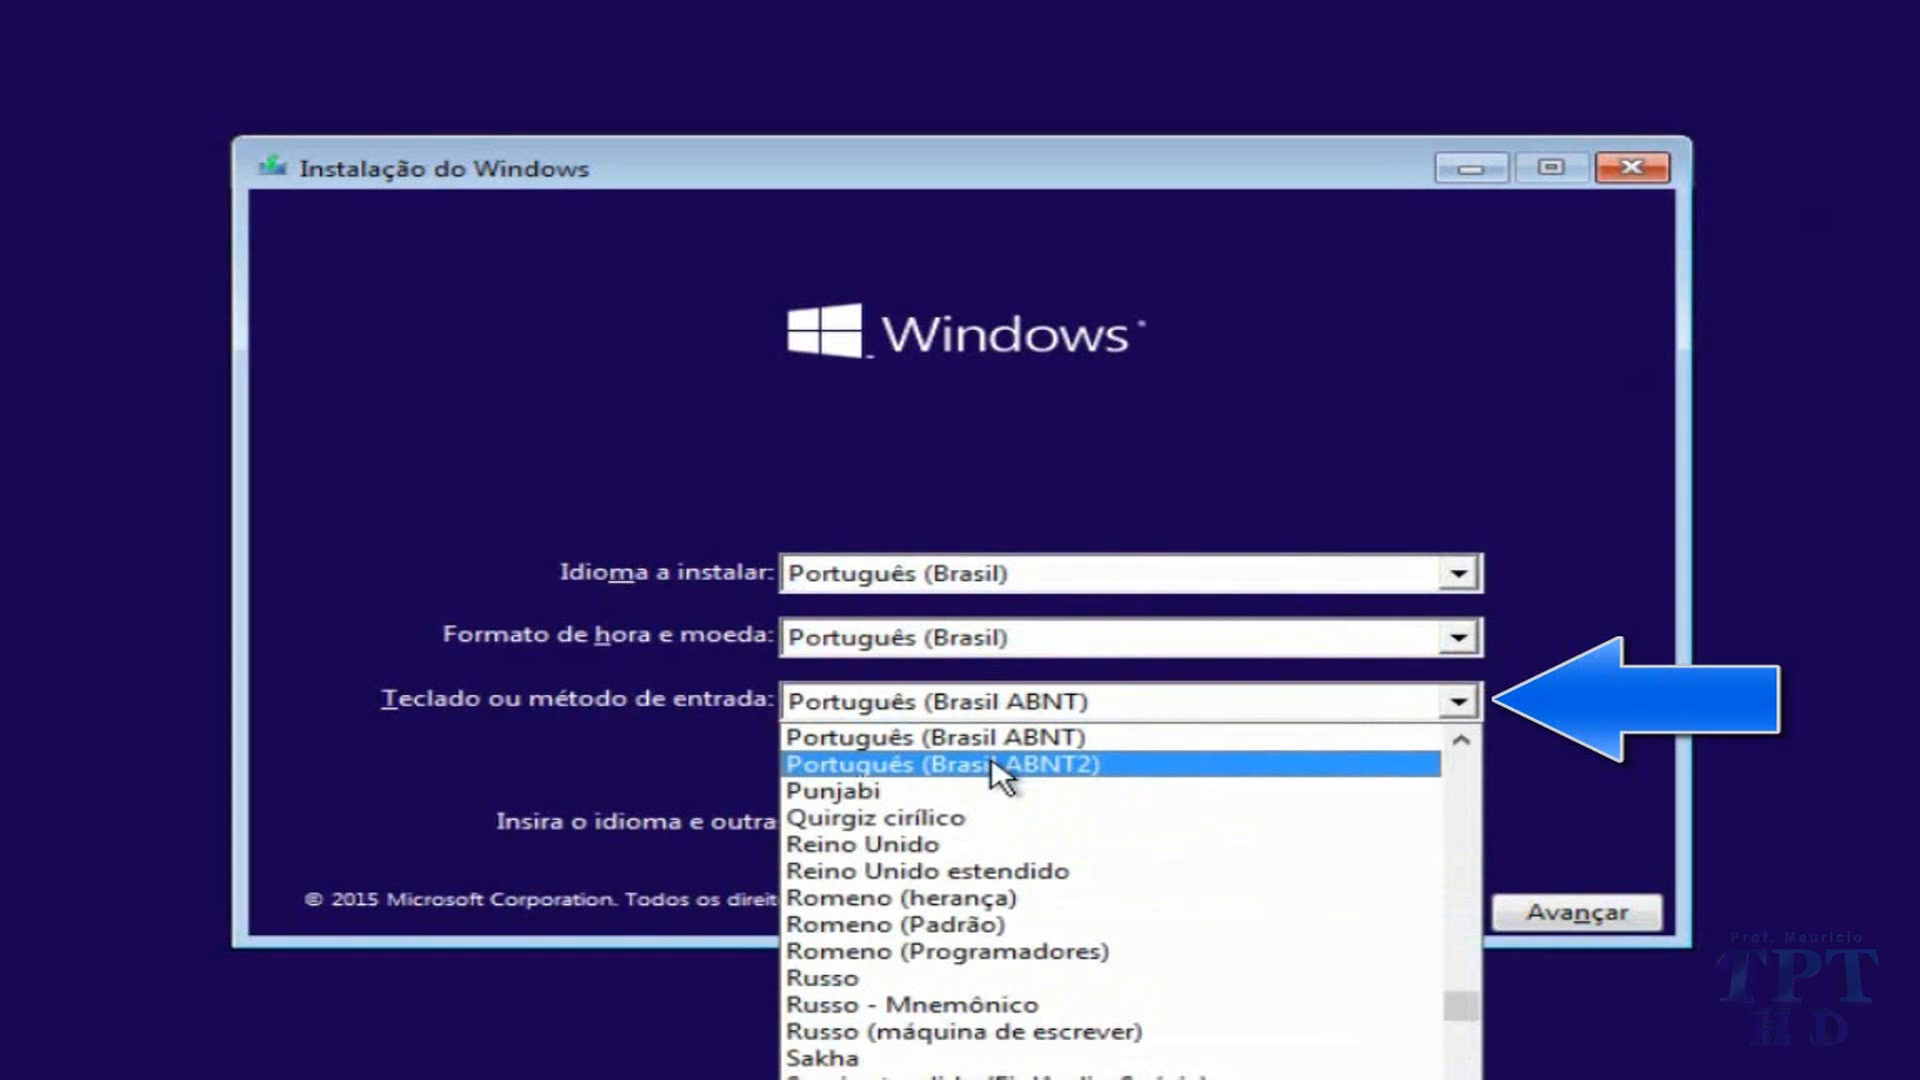 Instalação do Windows
Windows
Idioma a instalar: Português (Brasil)
Formato de hora e moeda: Português (Brasil)
Teclado ou método de entrada: Português (Brasil ABNT)
Português (Brasil ABNT)
Português (Brasil ABNT2)
Punjabi
Insira o idioma e outra
Quirgiz cirílico
Reino Unido
Reino Unido estendido
© 2015 Microsoft Corporation. Todos os direit
Romeno (herança)
Romeno (Padrão)
Avançar
Romeno (Programadores)
Russo
Russo - Mnemônico
Russo (máquina de escrever)
Sakha
Prof. Mauricio
TPT
HD